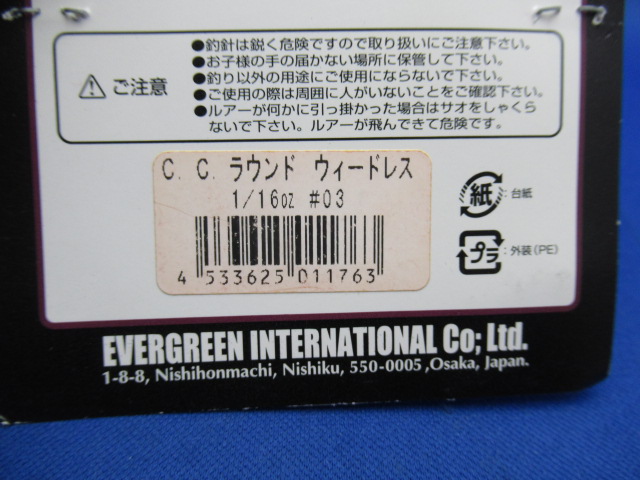 ●釣針は鋭く危険ですので取り扱いにご注意下さい。
●お子様の手の届かない場所に保管して下さい。
●釣り以外の用途にご使用にならないで下さい。
⚠ ご注意
●ご使用の際は周囲に人がいないことをご確認下さい。
●ルアーが何かに引っ掛かった場合はサオをしゃくら
ないで下さい。ルアーが飛んできて危険です。
C. C. ラウンド ウィードレス
1/16oz #03
4 533625 011763
紙 : 台紙
プラ : 外装(PE)
EVERGREEN INTERNATIONAL Co; Ltd.
1-8-8, Nishihonmachi, Nishiku, 550-0005 ,Osaka, Japan.